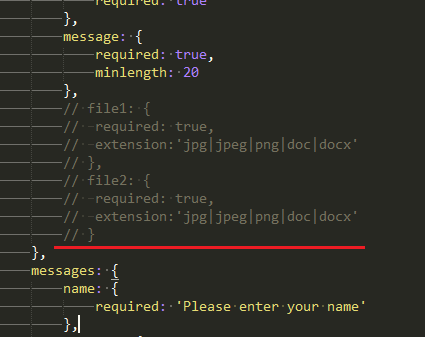 required: true
},
message: {
required: true,
minlength: 20
},
// file1: {
// required: true,
// extension:'jpg|jpeg|png|doc|docx'
// },
// file2: {
// required: true,
// extension:'jpg|jpeg|png|doc|docx'
// }
},
messages: {
name: {
required: 'Please enter your name'
},